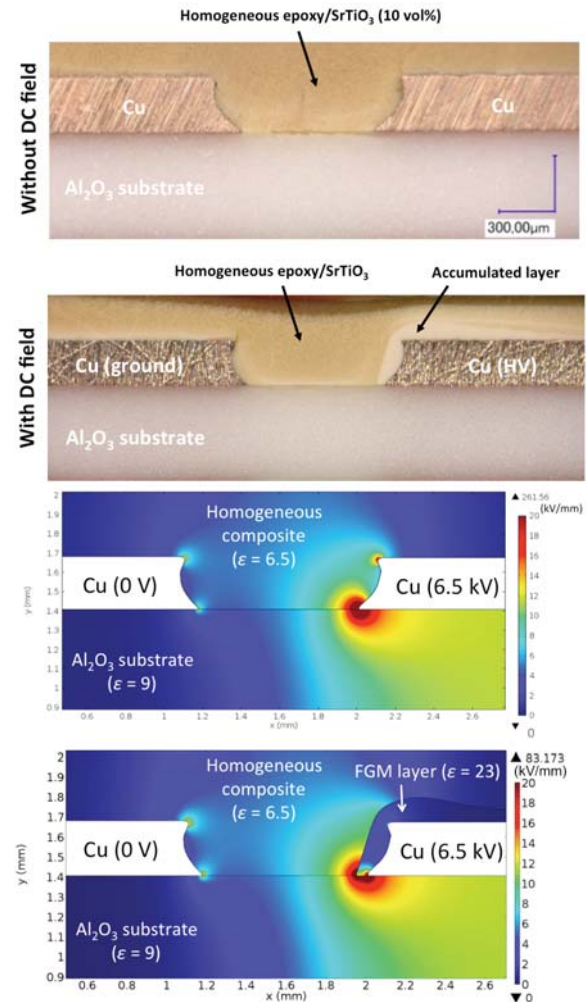 Homogeneous epoxy/SrTiO₃ (10 vol%)
Without DC field
Cu
Cu
Al₂O₃ substrate
300,00µm
Homogeneous epoxy/SrTiO₃
Accumulated layer
With DC field
Cu (ground)
Cu (HV)
Al₂O₃ substrate
▲ 261.56
(kV/mm)
Homogeneous
composite
(ε = 6.5)
Cu (0 V)
Cu (6.5 kV)
Al₂O₃ substrate
(ε = 9)
y (mm)
2
1.9
1.8
1.7
1.6
1.5
1.4
1.3
1.2
1.1
1
0.9
0.6
0.8
1
1.2
1.4
1.6
1.8
2
2.2
2.4
2.6
x (mm)
20
18
16
14
12
10
8
6
4
2
0
▼ 0
▲ 83.173
(kV/mm)
Homogeneous
composite
(ε = 6.5)
FGM layer (ε = 23)
Cu (0 V)
Cu (6.5 kV)
Al₂O₃ substrate
(ε = 9)
y (mm)
2
1.9
1.8
1.7
1.6
1.5
1.4
1.3
1.2
1.1
1
0.9
0.6
0.8
1
1.2
1.4
1.6
1.8
2
2.2
2.4
2.6
x (mm)
20
18
16
14
12
10
8
6
4
2
0
▼ 0